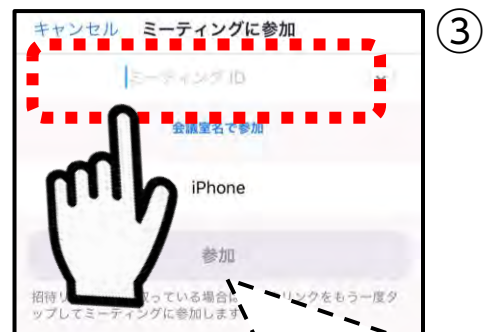 キャンセル ミーティングに参加
③
ミーティング ID
会議室名で参加
iPhone
参加
招待リ っている場合は リンクをもう一度タ
ップしてミーティングに参加します